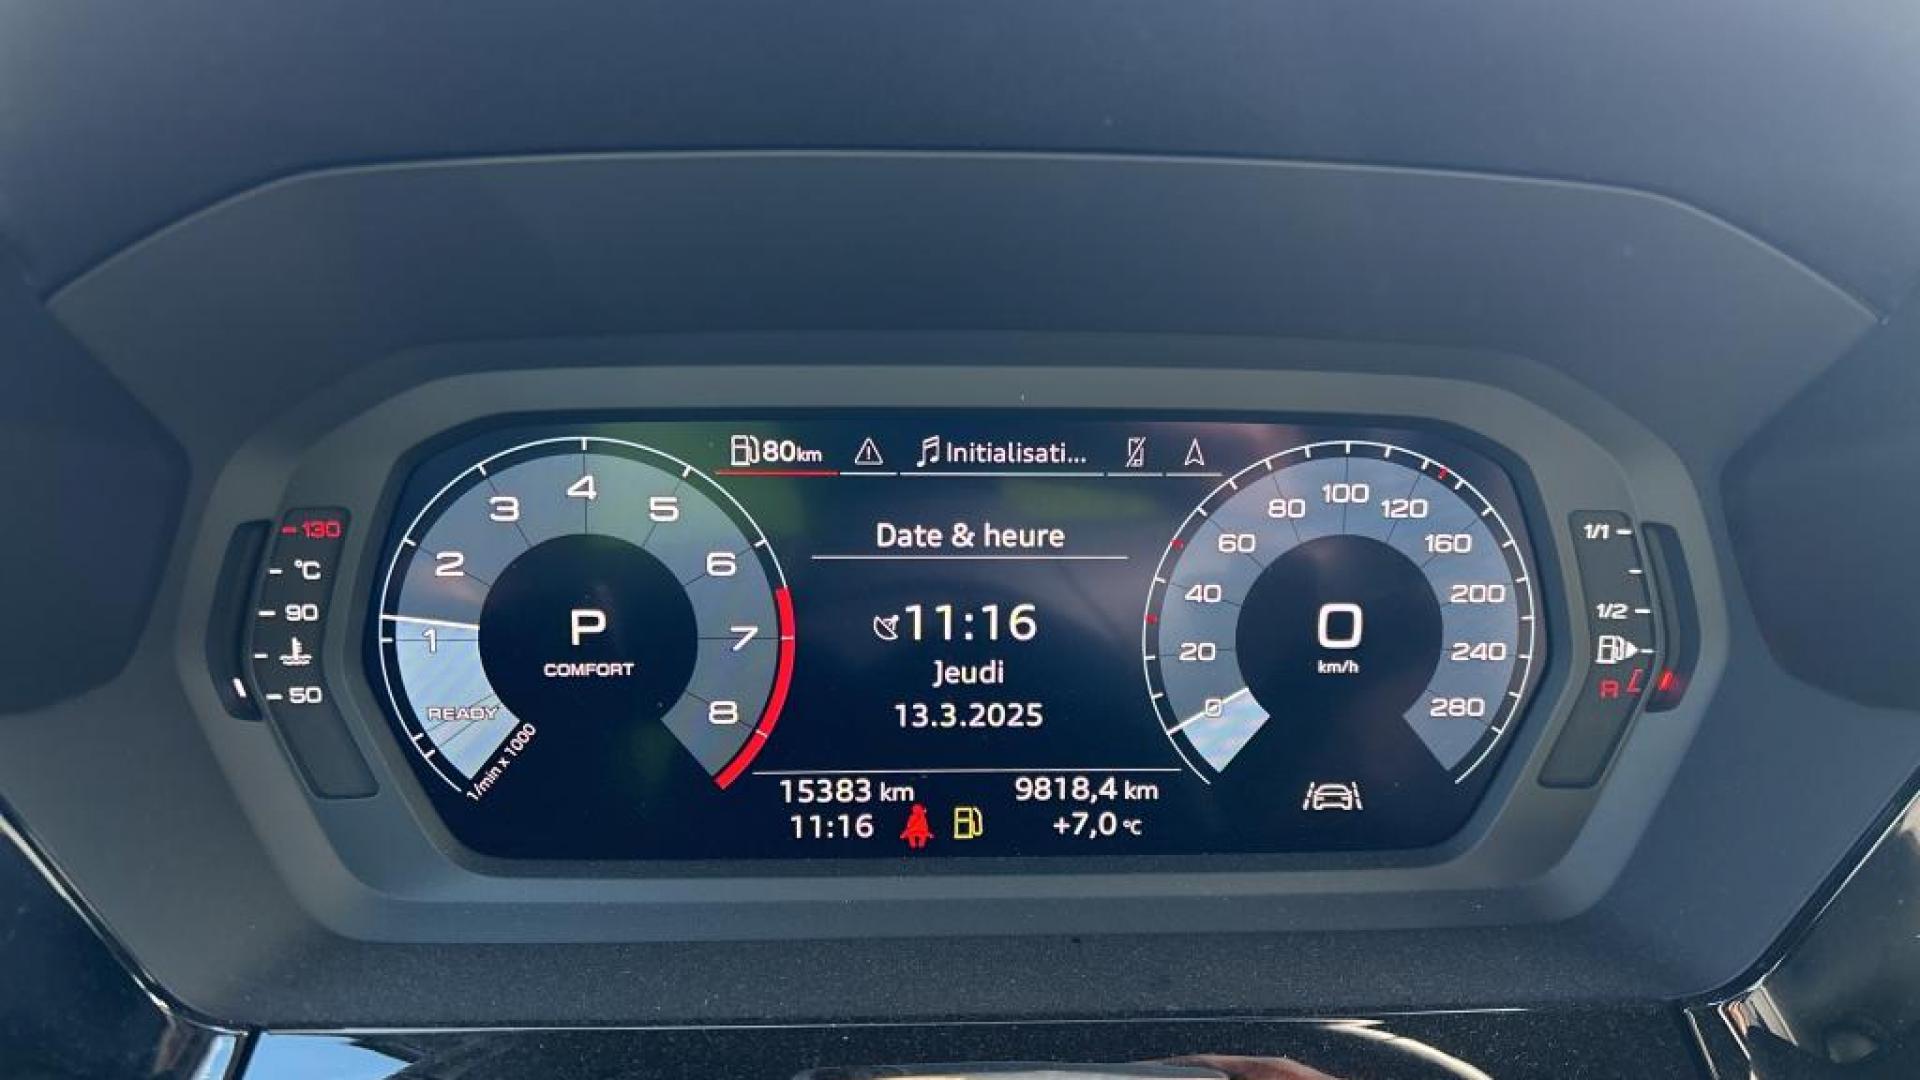 80 km
Initialisati...
Date & heure
11:16
Jeudi
13.3.2025
15383 km
9818,4 km
11:16
+7,0 °C
P
COMFORT
READY
1
2
3
4
5
6
7
8
1/min x 1000
0
km/h
0
20
40
60
80
100
120
160
200
240
280
130
°C
90
50
1/1
1/2
R